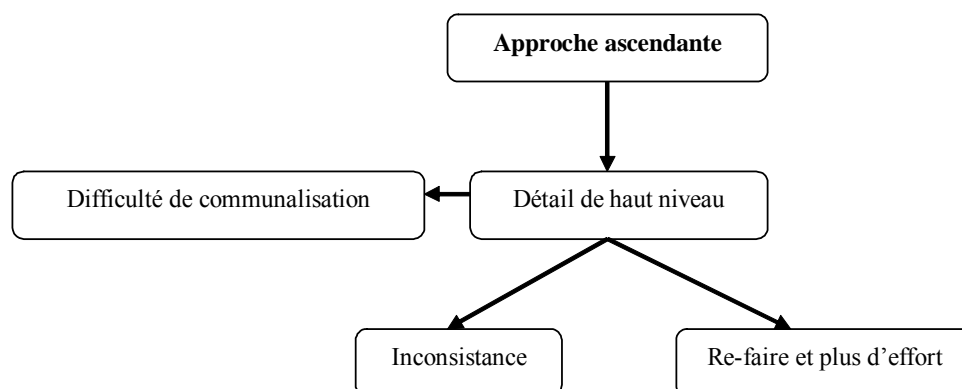 Approche ascendante
Difficulté de communalisation
Détail de haut niveau
Inconsistance
Re-faire et plus d’effort